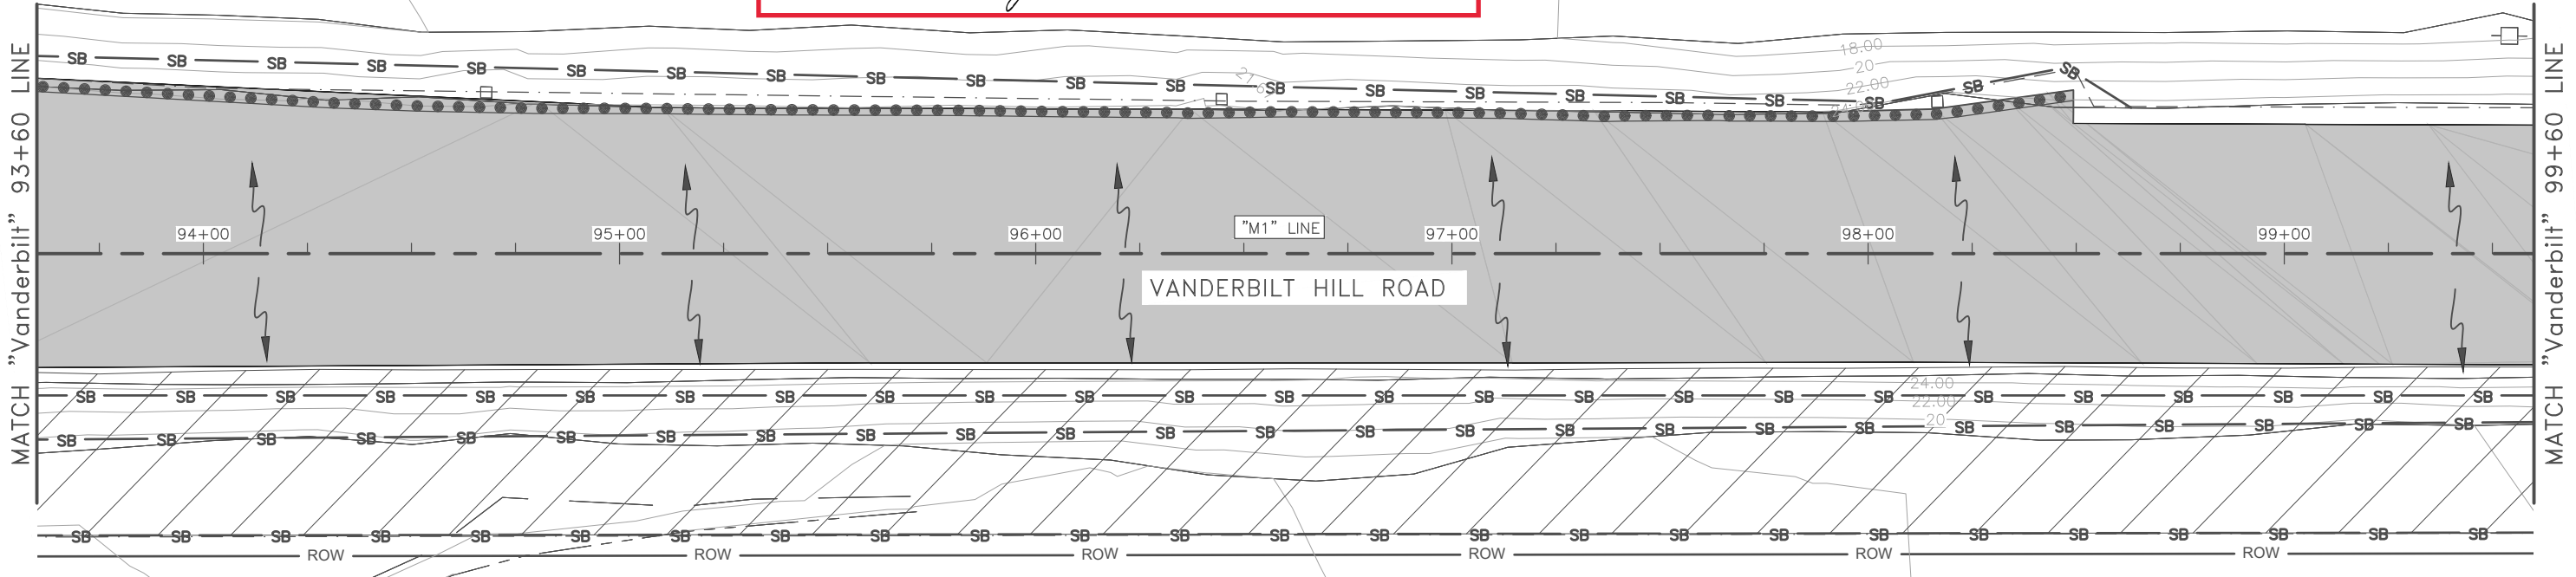 MATCH "Vanderbilt" 93+60 LINE
MATCH "Vanderbilt" 99+60 LINE
18.00
20
22.00
SB SB SB SB SB SB SB SB SB SB SB SB SB SB SB SB SB SB SB SB SB
94+00 95+00 96+00 97+00 98+00 99+00
"M1" LINE
VANDERBILT HILL ROAD
24.00
SB SB SB SB SB SB SB SB SB SB SB SB SB SB SB SB SB SB SB SB SB SB SB SB SB
22.00
20
SB SB SB SB SB SB SB SB SB SB SB SB SB SB SB SB SB SB SB SB SB SB SB SB SB
SB SB SB SB SB SB SB SB SB SB SB SB SB SB SB SB SB SB SB SB SB SB SB SB SB
ROW ROW ROW ROW ROW ROW